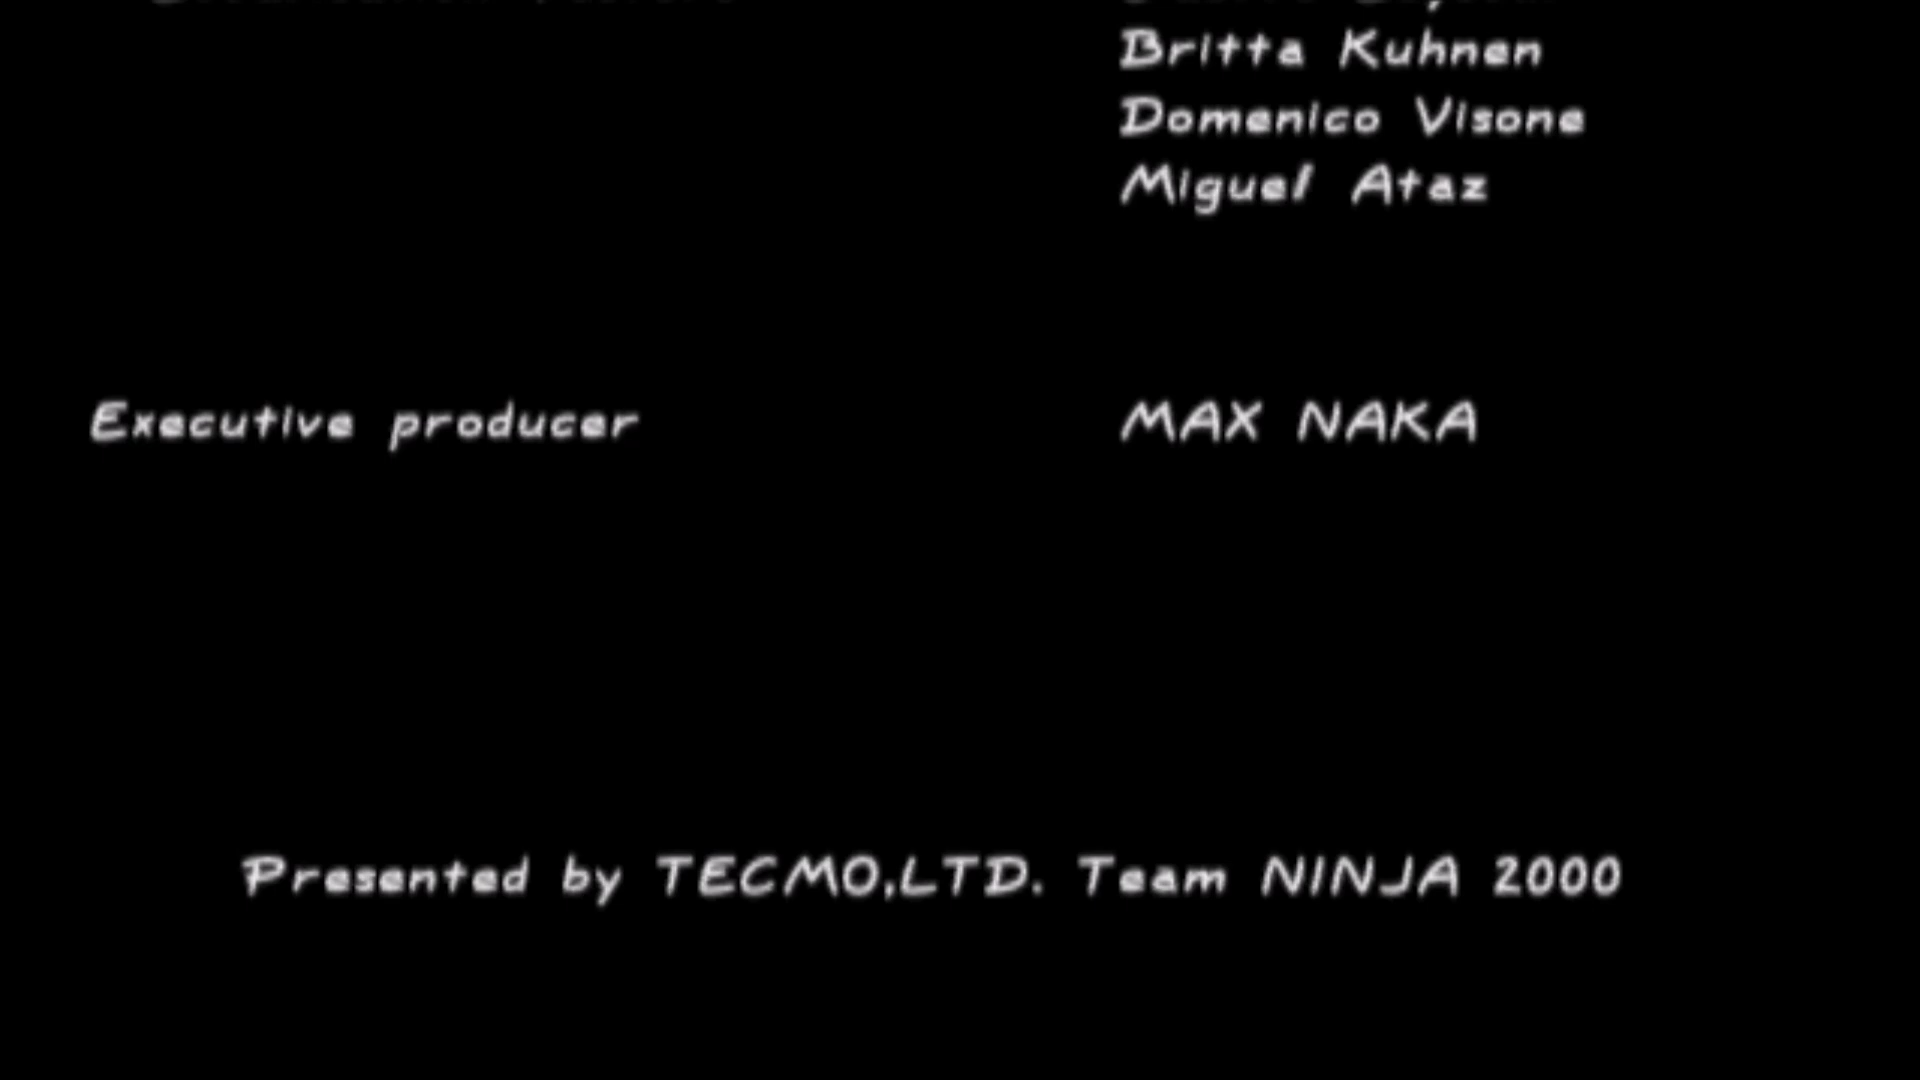 Britta Kuhnen
Domenico Visone
Miguel Ataz
Executive producer MAX NAKA
Presented by TECMO,LTD. Team NINJA 2000